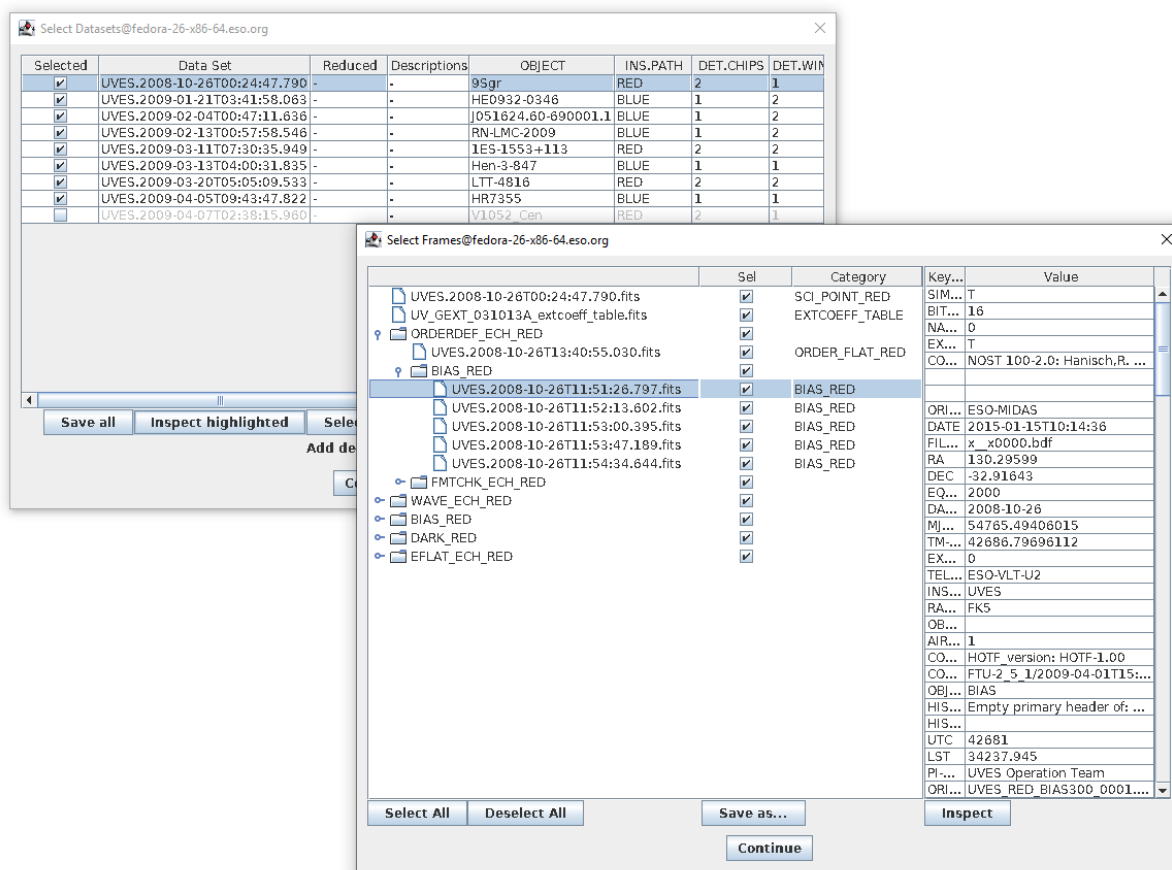 Select Datasets@fedora-26-x86-64.eso.org
Selected Data Set Reduced Descriptions OBJECT INS.PATH DET.CHIPS DET.WIN
UVES.2008-10-26T00:24:47.790 - - 9Sgr RED 2 1
UVES.2009-01-21T03:41:58.063 - - HE0932-0346 BLUE 1 2
UVES.2009-02-04T00:47:11.636 - - J051624.60-690001.1 BLUE 1 2
UVES.2009-02-13T00:57:58.546 - - RN-LMC-2009 BLUE 1 2
UVES.2009-03-11T07:30:35.949 - - 1ES-1553+113 RED 2 2
UVES.2009-03-13T04:00:31.835 - - Hen-3-847 BLUE 1 1
UVES.2009-03-20T05:05:09.533 - - LTT-4816 RED 2 2
UVES.2009-04-05T09:43:47.822 - - HR7355 BLUE 1 1
UVES.2009-04-07T02:38:15.960 - - V1052_Cen RED 2 1
Save all Inspect highlighted Sele
Add de
C
Select Frames@fedora-26-x86-64.eso.org
Sel Category
UVES.2008-10-26T00:24:47.790.fits SCI_POINT_RED
UV_GEXT_031013A_extcoeff_table.fits EXTCOEFF_TABLE
ORDERDEF_ECH_RED
UVES.2008-10-26T13:40:55.030.fits ORDER_FLAT_RED
BIAS_RED
UVES.2008-10-26T11:51:26.797.fits BIAS_RED
UVES.2008-10-26T11:52:13.602.fits BIAS_RED
UVES.2008-10-26T11:53:00.395.fits BIAS_RED
UVES.2008-10-26T11:53:47.189.fits BIAS_RED
UVES.2008-10-26T11:54:34.644.fits BIAS_RED
FMTCHK_ECH_RED
WAVE_ECH_RED
BIAS_RED
DARK_RED
EFLAT_ECH_RED
Key... Value
SIM... T
BIT... 16
NA... 0
EX... T
CO... NOST 100-2.0: Hanisch,R. ...
ORI... ESO-MIDAS
DATE 2015-01-15T10:14:36
FIL... x__x0000.bdf
RA 130.29599
DEC -32.91643
EQ... 2000
DA... 2008-10-26
MJ... 54765.49406015
TM-... 42686.79696112
EX... 0
TEL... ESO-VLT-U2
INS... UVES
RA... FK5
OB...
AIR... 1
CO... HOTF_version: HOTF-1.00
CO... FTU-2_5_1/2009-04-01T15:...
OBJ... BIAS
HIS... Empty primary header of: ...
HIS...
UTC 42681
LST 34237.945
PI-... UVES Operation Team
ORI... UVES_RED_BIAS300_0001....
Select All Deselect All Save as... Inspect
Continue